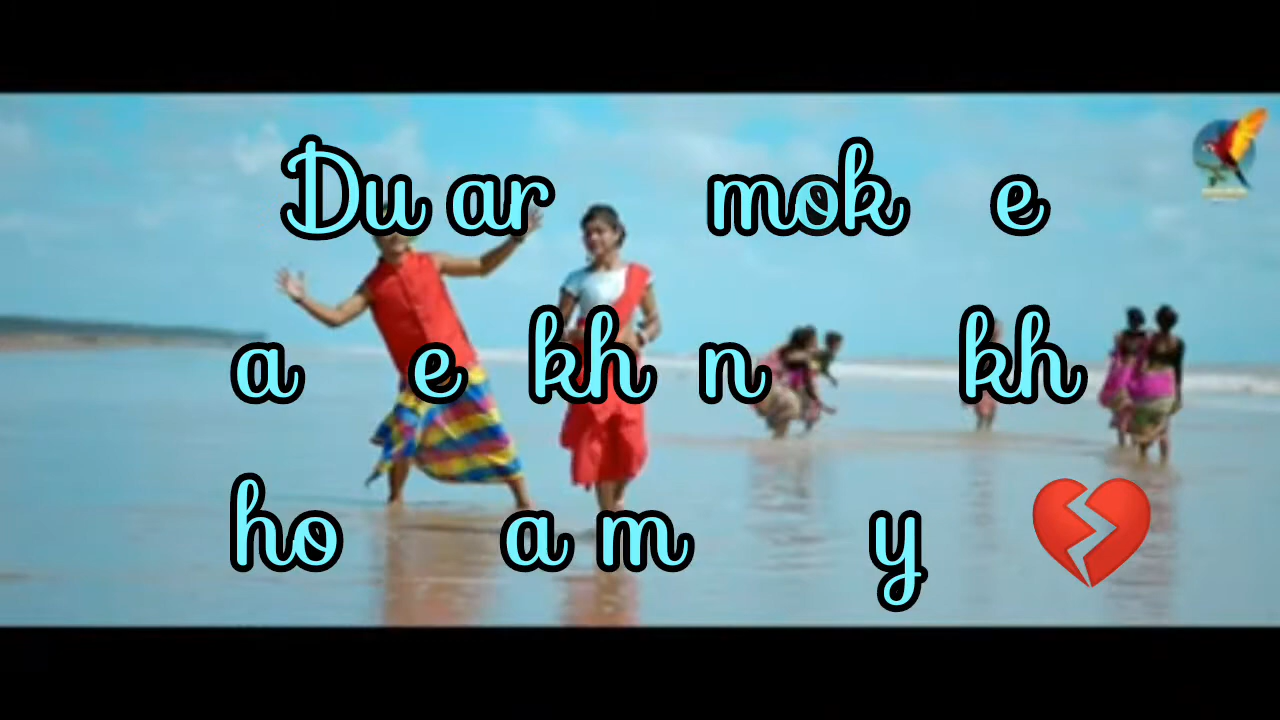 Du ar mok e
a e kh n kh
ho a m y 💔